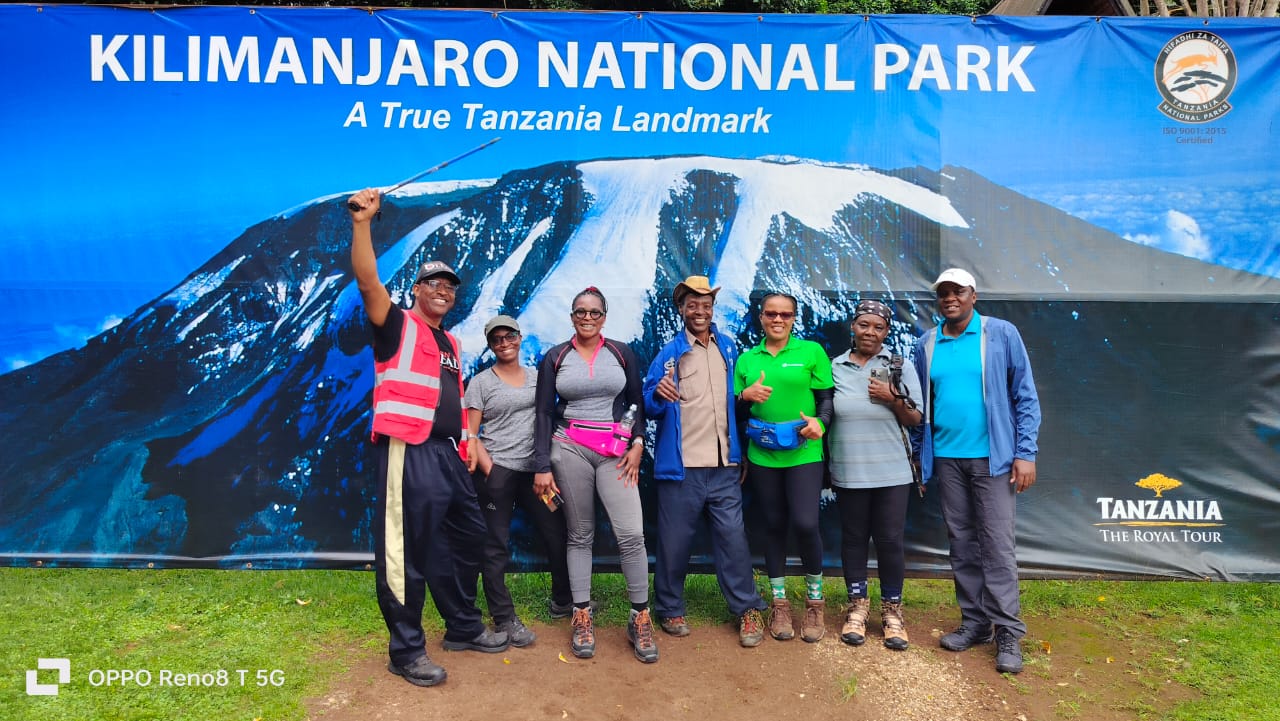 KILIMANJARO NATIONAL PARK
A True Tanzania Landmark
HIFADHI ZA TAIFA
TANZANIA
NATIONAL PARKS
ISO 9001: 2015
Certified
TANZANIA
THE ROYAL TOUR
OPPO Reno8 T 5G